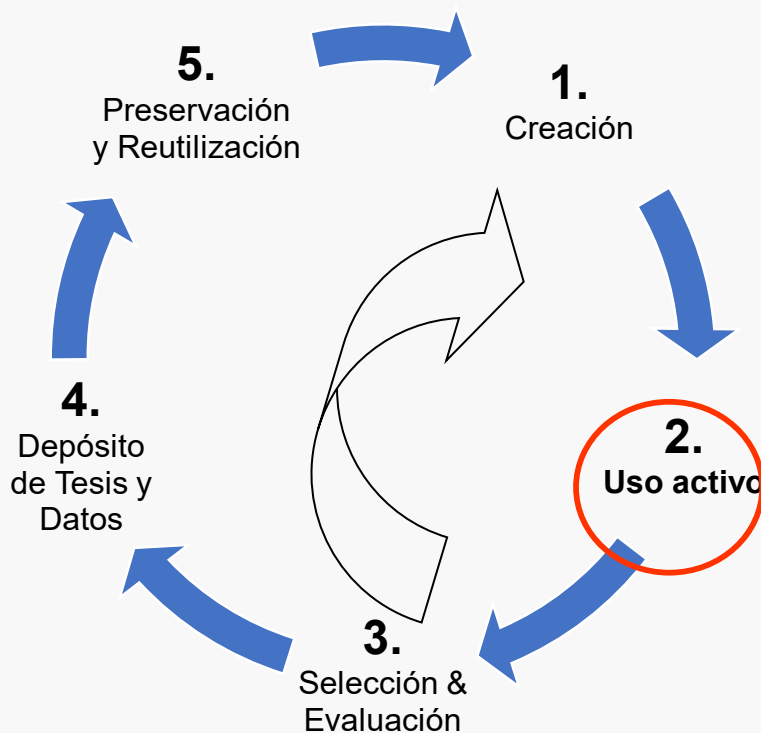 1.
Creación
2.
Uso activo
3.
Selección &
Evaluación
4.
Depósito
de Tesis y
Datos
5.
Preservación
y Reutilización